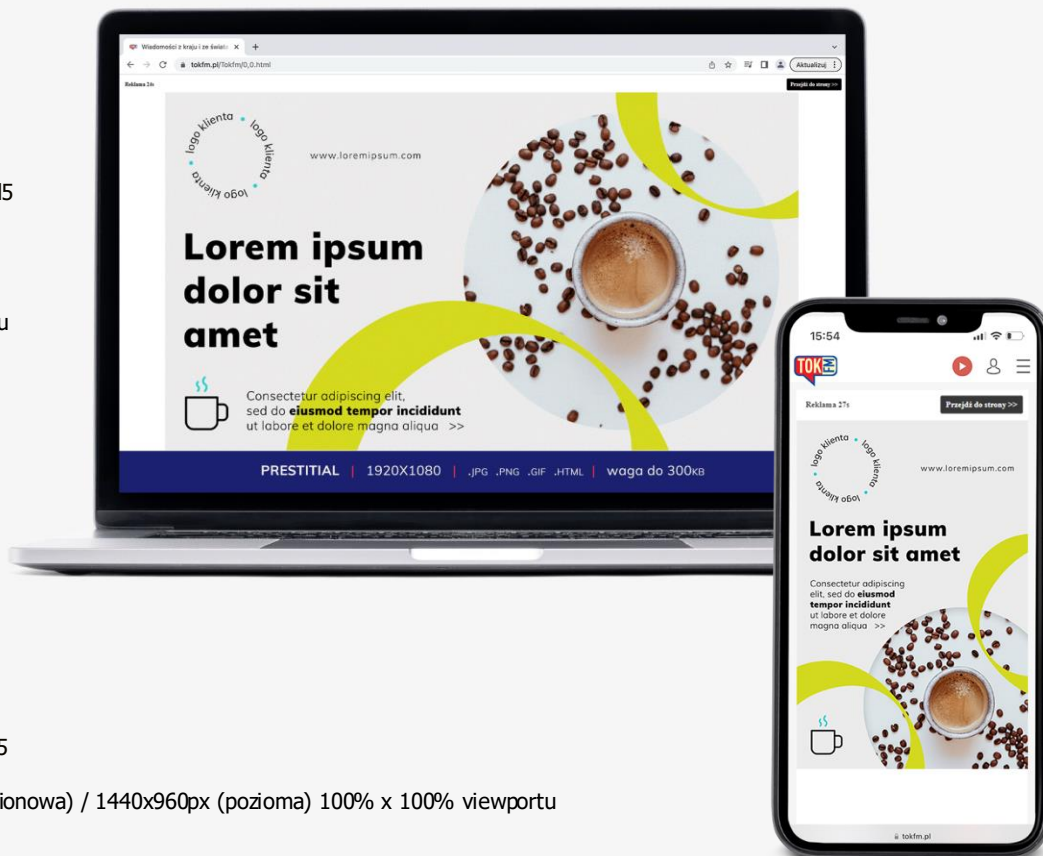 Wiadomości z kraju i ze świata
tokfm.pl/Tokfm/0,0.html
Aktualizuj
Reklama 24s
Przejdź do strony >>
logo klienta • logo klienta • logo klienta •
www.loremipsum.com
Lorem ipsum
dolor sit
amet
Consectetur adipiscing elit,
sed do eiusmod tempor incididunt
ut labore et dolore magna aliqua >>
PRESTITIAL | 1920X1080 | .JPG .PNG .GIF .HTML | waga do 300KB
15:54
TOK FM
Reklama 27s
Przejdź do strony >>
logo klienta • logo klienta • logo klienta •
www.loremipsum.com
Lorem ipsum
dolor sit amet
Consectetur adipiscing
elit, sed do eiusmod
tempor incididunt
ut labore et dolore
magna aliqua >>
tokfm.pl
15
u
5
ionowa) / 1440x960px (pozioma) 100% x 100% viewportu